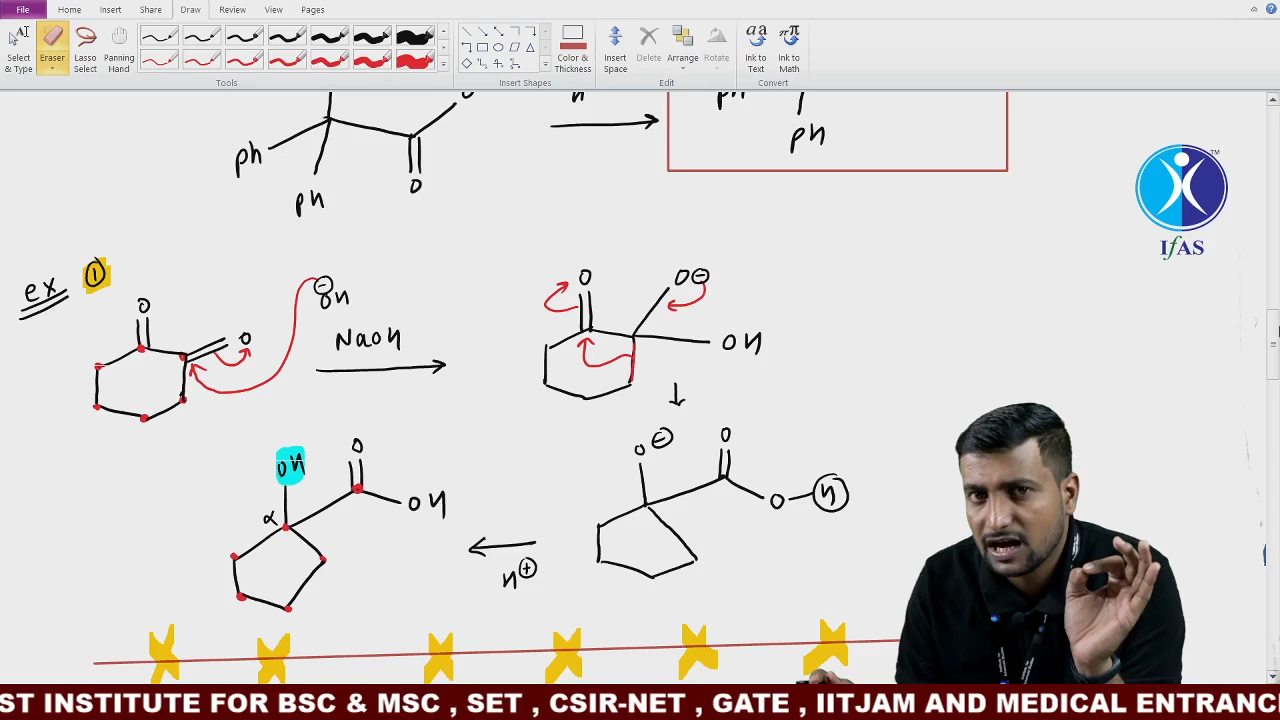 File Home Insert Share Draw Review View Pages
Select & Type
Eraser
Lasso Select
Panning Hand
Color & Thickness
Insert Space
Delete
Arrange
Rotate
Ink to Text
Ink to Math
Tools
Insert Shapes
Edit
Convert
ph
ph
O
ph
IFAS
TM
ex 1
O
O
⊖OH
NaOH
O
O⊖
OH
↓
OH
α
O
OH
H⊕
O⊖
O
O
H
ST INSTITUTE FOR BSC & MSC , SET , CSIR-NET , GATE , IITJAM AND MEDICAL ENTRANC